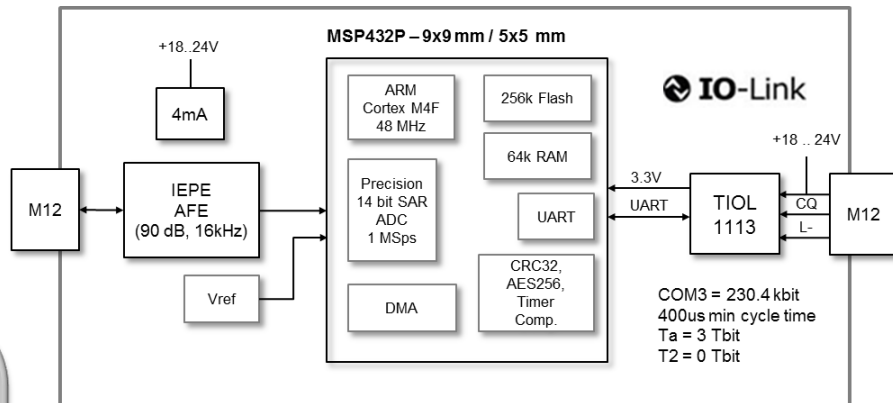 MSP432P – 9x9 mm / 5x5 mm
+18..24V
4mA
M12
IEPE
AFE
(90 dB, 16kHz)
Vref
ARM
Cortex M4F
48 MHz
Precision
14 bit SAR
ADC
1 MSps
DMA
256k Flash
64k RAM
UART
CRC32,
AES256,
Timer
Comp.
IO-Link
+18 .. 24V
3.3V
UART
TIOL
1113
CQ
L-
M12
COM3 = 230.4 kbit
400us min cycle time
Ta = 3 Tbit
T2 = 0 Tbit